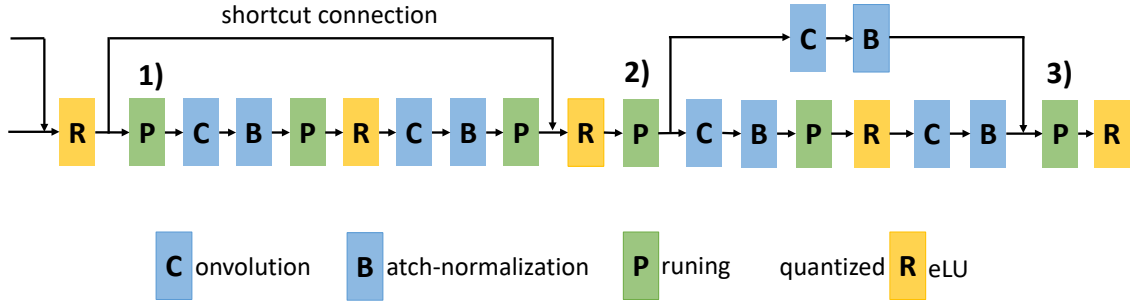 shortcut connection
C B
1) 2) 3)
R P C B P R C B P R P C B P R C B P R
C onvolution B atch-normalization P runing quantized R eLU